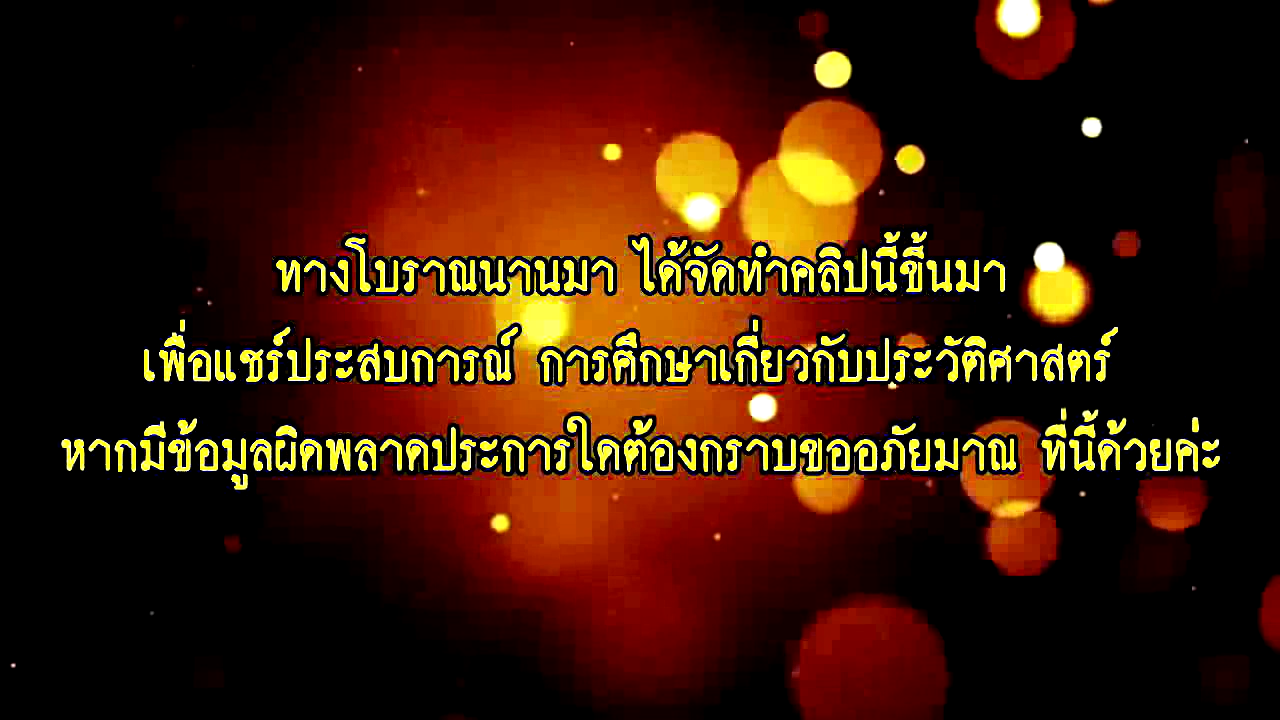 ทางโบราณนานมา ได้จัดทำคลิปนี้ขึ้นมา
เพื่อแชร์ประสบการณ์ การศึกษาเกี่ยวกับประวัติศาสตร์
หากมีข้อมูลผิดพลาดประการใดต้องกราบขออภัยมาณ ที่นี้ด้วยค่ะ